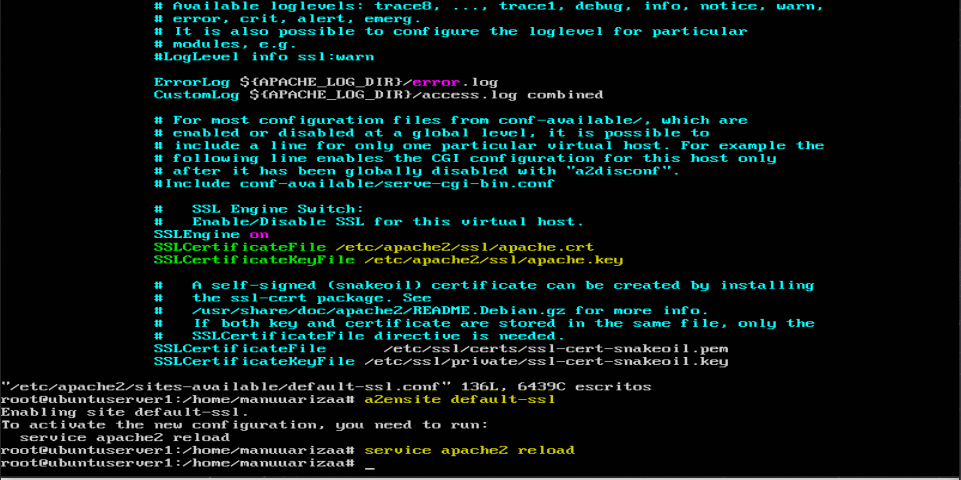 # Available loglevels: trace8, ..., trace1, debug, info, notice, warn,
# error, crit, alert, emerg.
# It is also possible to configure the loglevel for particular
# modules, e.g.
#LogLevel info ssl:warn
ErrorLog ${APACHE_LOG_DIR}/error.log
CustomLog ${APACHE_LOG_DIR}/access.log combined
# For most configuration files from conf-available/, which are
# enabled or disabled at a global level, it is possible to
# include a line for only one particular virtual host. For example the
# following line enables the CGI configuration for this host only
# after it has been globally disabled with "a2disconf".
#Include conf-available/serve-cgi-bin.conf
#   SSL Engine Switch:
#   Enable/Disable SSL for this virtual host.
SSLEngine on
SSLCertificateFile /etc/apache2/ssl/apache.crt
SSLCertificateKeyFile /etc/apache2/ssl/apache.key
#   A self-signed (snakeoil) certificate can be created by installing
#   the ssl-cert package. See
#   /usr/share/doc/apache2/README.Debian.gz for more info.
#   If both key and certificate are stored in the same file, only the
#   SSLCertificateFile directive is needed.
SSLCertificateFile      /etc/ssl/certs/ssl-cert-snakeoil.pem
SSLCertificateKeyFile /etc/ssl/private/ssl-cert-snakeoil.key
"/etc/apache2/sites-available/default-ssl.conf" 136L, 6439C escritos
root@ubuntuserver1:/home/manuuarizaa# a2ensite default-ssl
Enabling site default-ssl.
To activate the new configuration, you need to run:
  service apache2 reload
root@ubuntuserver1:/home/manuuarizaa# service apache2 reload
root@ubuntuserver1:/home/manuuarizaa# _